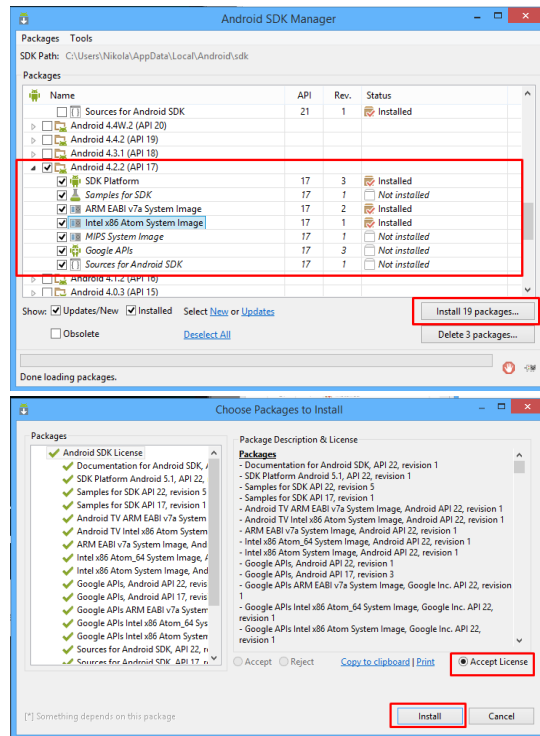 Android SDK Manager
Packages Tools
SDK Path: C:\Users\Nikola\AppData\Local\Android\sdk
Packages
Name API Rev. Status
Sources for Android SDK 21 1 Installed
Android 4.4W.2 (API 20)
Android 4.4.2 (API 19)
Android 4.3.1 (API 18)
Android 4.2.2 (API 17)
SDK Platform 17 3 Installed
Samples for SDK 17 1 Not installed
ARM EABI v7a System Image 17 2 Installed
Intel x86 Atom System Image 17 1 Installed
MIPS System Image 17 1 Not installed
Google APIs 17 3 Not installed
Sources for Android SDK 17 1 Not installed
Android 4.1.2 (API 16)
Android 4.0.3 (API 15)
Show: Updates/New Installed Select New or Updates Install 19 packages...
Obsolete Deselect All Delete 3 packages...
Done loading packages.
Choose Packages to Install
Packages
Android SDK License
Documentation for Android SDK, A
SDK Platform Android 5.1, API 22,
Samples for SDK API 22, revision 5
Samples for SDK API 17, revision 1
Android TV ARM EABI v7a System
Android TV Intel x86 Atom System
ARM EABI v7a System Image, And
Intel x86 Atom_64 System Image, A
Intel x86 Atom System Image, And
Google APIs, Android API 22, revis
Google APIs, Android API 17, revis
Google APIs ARM EABI v7a System
Google APIs Intel x86 Atom_64 Sys
Google APIs Intel x86 Atom System
Sources for Android SDK, API 22, r
Sources for Android SDK, API 17, r
Package Description & License
Packages
- Documentation for Android SDK, API 22, revision 1
- SDK Platform Android 5.1, API 22, revision 1
- Samples for SDK API 22, revision 5
- Samples for SDK API 17, revision 1
- Android TV ARM EABI v7a System Image, Android API 22, revision 1
- Android TV Intel x86 Atom System Image, Android API 22, revision 1
- ARM EABI v7a System Image, Android API 22, revision 1
- Intel x86 Atom_64 System Image, Android API 22, revision 1
- Intel x86 Atom System Image, Android API 22, revision 1
- Google APIs, Android API 22, revision 1
- Google APIs, Android API 17, revision 3
- Google APIs ARM EABI v7a System Image, Google Inc. API 22, revision
1
- Google APIs Intel x86 Atom_64 System Image, Google Inc. API 22,
revision 1
- Google APIs Intel x86 Atom System Image, Google Inc. API 22,
revision 1
Accept Reject Copy to clipboard | Print Accept License
[*] Something depends on this package
Install Cancel